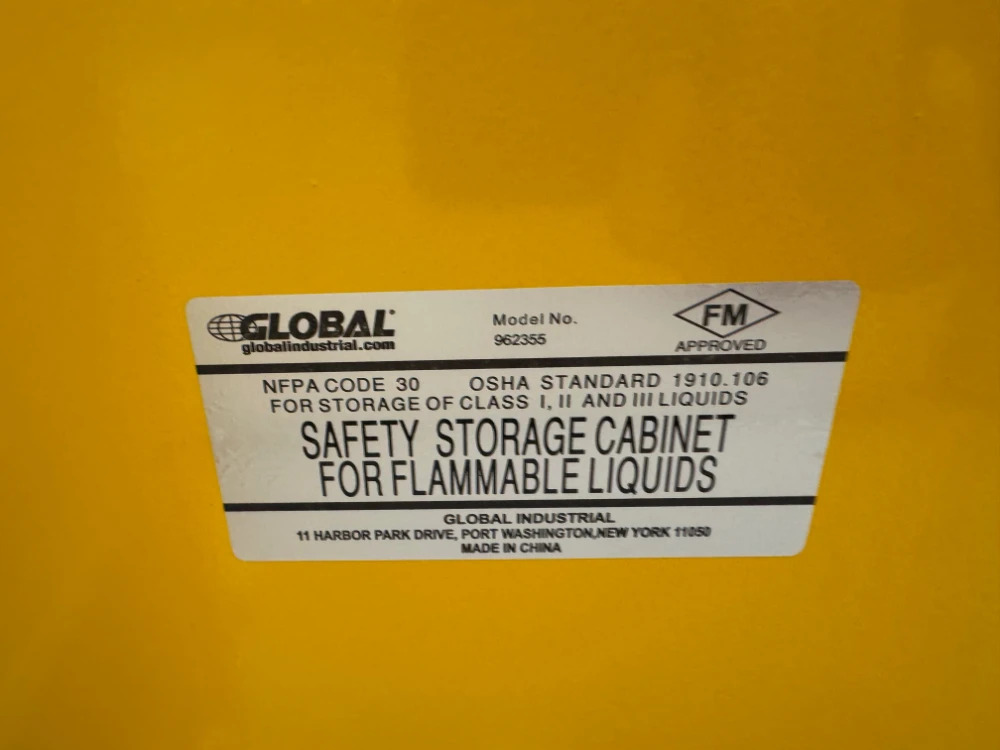 GLOBAL
globalindustrial.com
Model No.
962355
FM
APPROVED
NFPA CODE 30 OSHA STANDARD 1910.106
FOR STORAGE OF CLASS I, II AND III LIQUIDS
SAFETY STORAGE CABINET
FOR FLAMMABLE LIQUIDS
GLOBAL INDUSTRIAL
11 HARBOR PARK DRIVE, PORT WASHINGTON,NEW YORK 11050
MADE IN CHINA